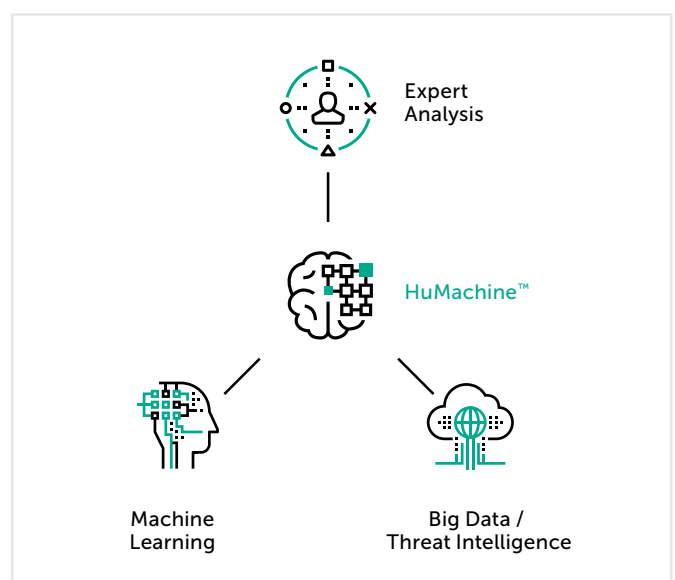 Expert
Analysis
HuMachine™
Machine
Learning
Big Data /
Threat Intelligence